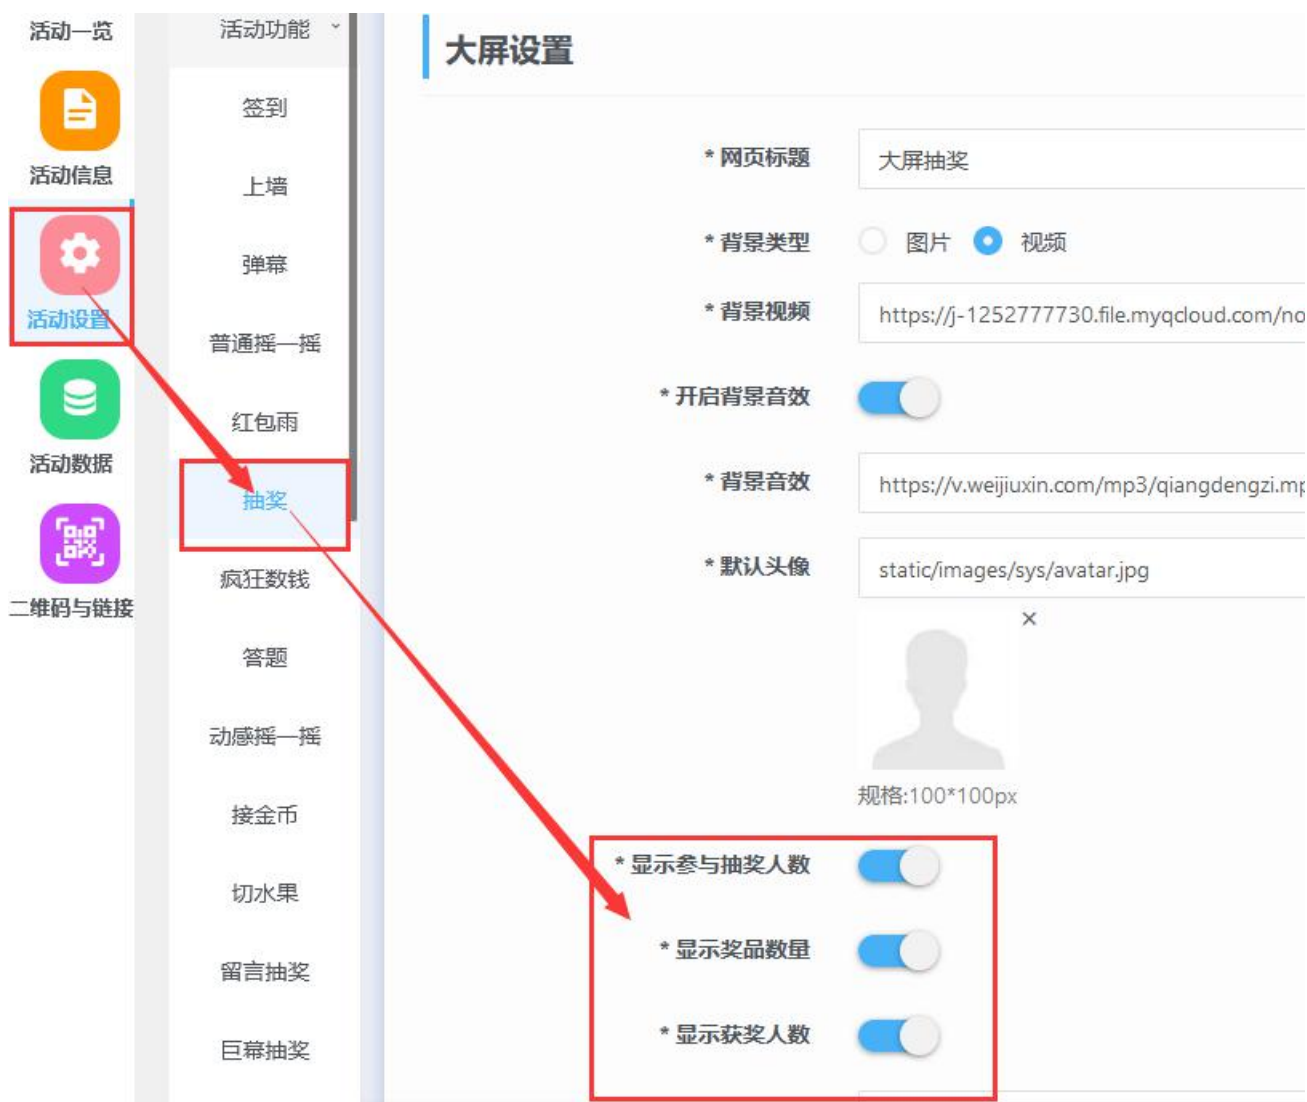 活动一览
活动信息
活动设置
活动数据
二维码与链接
活动功能
签到
上墙
弹幕
普通摇一摇
红包雨
抽奖
疯狂数钱
答题
动感摇一摇
接金币
切水果
留言抽奖
巨幕抽奖
大屏设置
* 网页标题 大屏抽奖
* 背景类型 图片 视频
* 背景视频 https://j-1252777730.file.myqcloud.com/no
* 开启背景音效
* 背景音效 https://v.weijiuxin.com/mp3/qiangdengzi.mp
* 默认头像 static/images/sys/avatar.jpg
规格:100*100px
* 显示参与抽奖人数
* 显示奖品数量
* 显示获奖人数